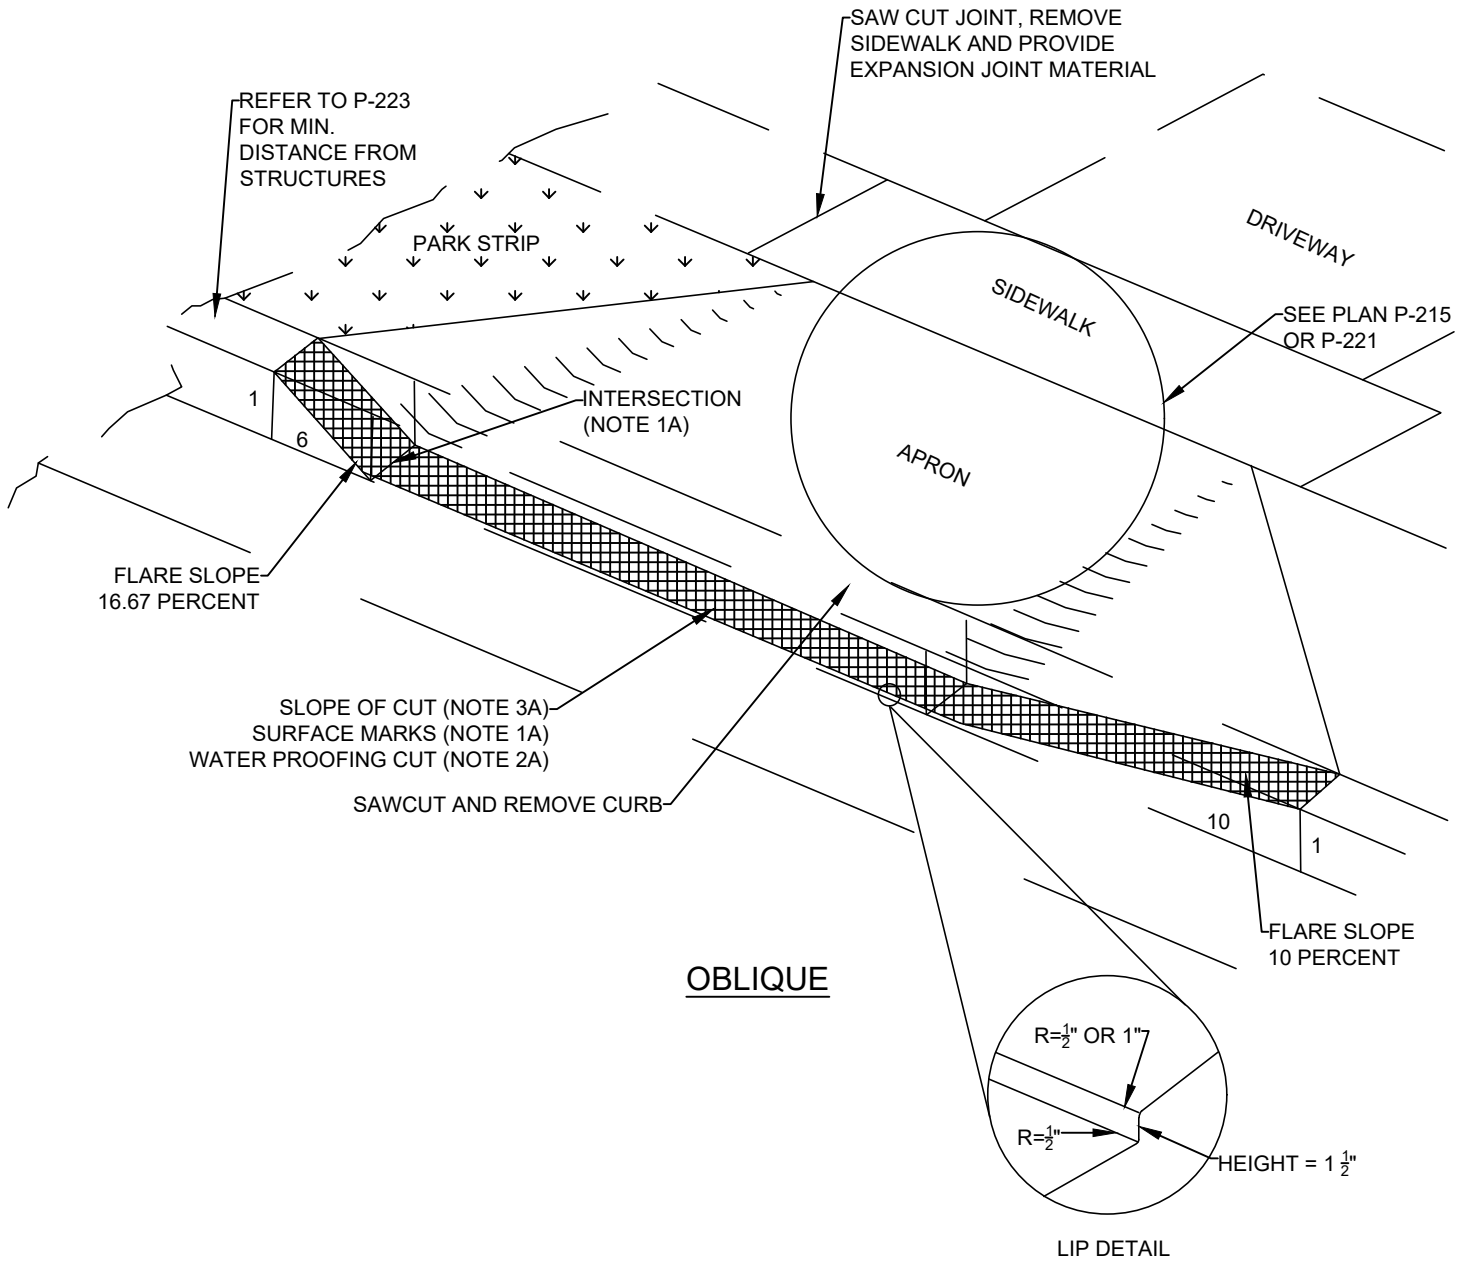 SAW CUT JOINT, REMOVE
SIDEWALK AND PROVIDE
EXPANSION JOINT MATERIAL
REFER TO P-223
FOR MIN.
DISTANCE FROM
STRUCTURES
PARK STRIP
DRIVEWAY
SIDEWALK
SEE PLAN P-215
OR P-221
INTERSECTION
(NOTE 1A)
1
6
APRON
FLARE SLOPE
16.67 PERCENT
SLOPE OF CUT (NOTE 3A)
SURFACE MARKS (NOTE 1A)
WATER PROOFING CUT (NOTE 2A)
SAWCUT AND REMOVE CURB
10
1
FLARE SLOPE
10 PERCENT
OBLIQUE
R=½" OR 1"
R=½"
HEIGHT = 1 ½"
LIP DETAIL